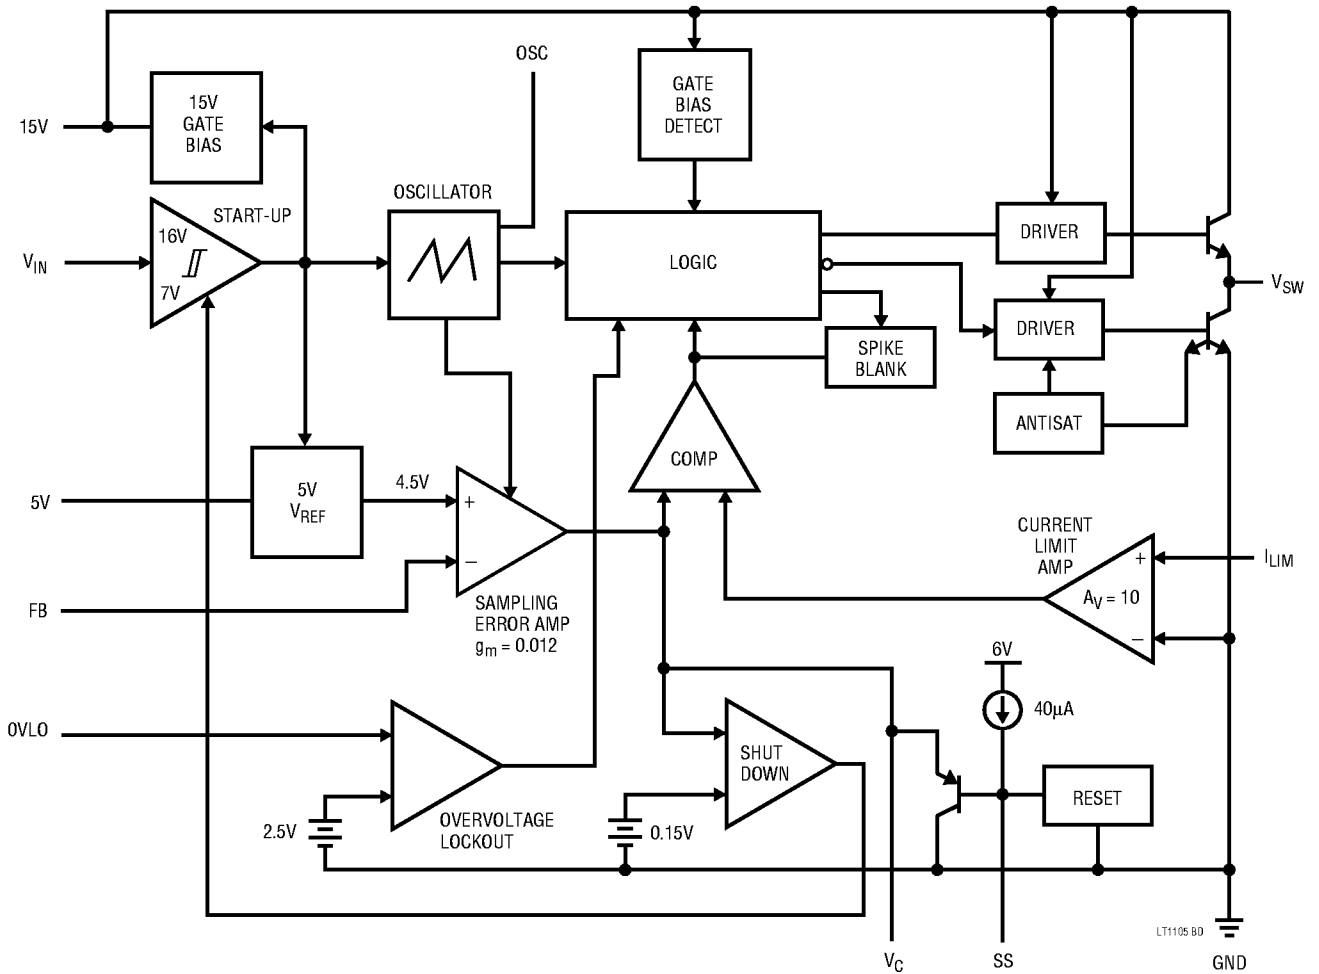 OSC
15V
GATE
BIAS
15V
GATE
BIAS
DETECT
OSCILLATOR
START-UP
16V
7V
VIN
LOGIC
DRIVER
VSW
DRIVER
SPIKE
BLANK
ANTISAT
COMP
5V
5V
VREF
4.5V
+
–
FB
SAMPLING
ERROR AMP
gm = 0.012
CURRENT
LIMIT
AMP
AV = 10
+
–
ILIM
6V
40µA
OVLO
2.5V
OVERVOLTAGE
LOCKOUT
SHUT
DOWN
0.15V
RESET
LT1105 BD
VC
SS
GND